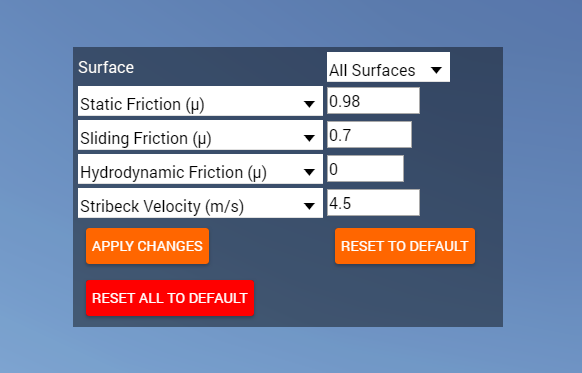 Surface All Surfaces
Static Friction (µ) 0.98
Sliding Friction (µ) 0.7
Hydrodynamic Friction (µ) 0
Stribeck Velocity (m/s) 4.5
APPLY CHANGES RESET TO DEFAULT
RESET ALL TO DEFAULT